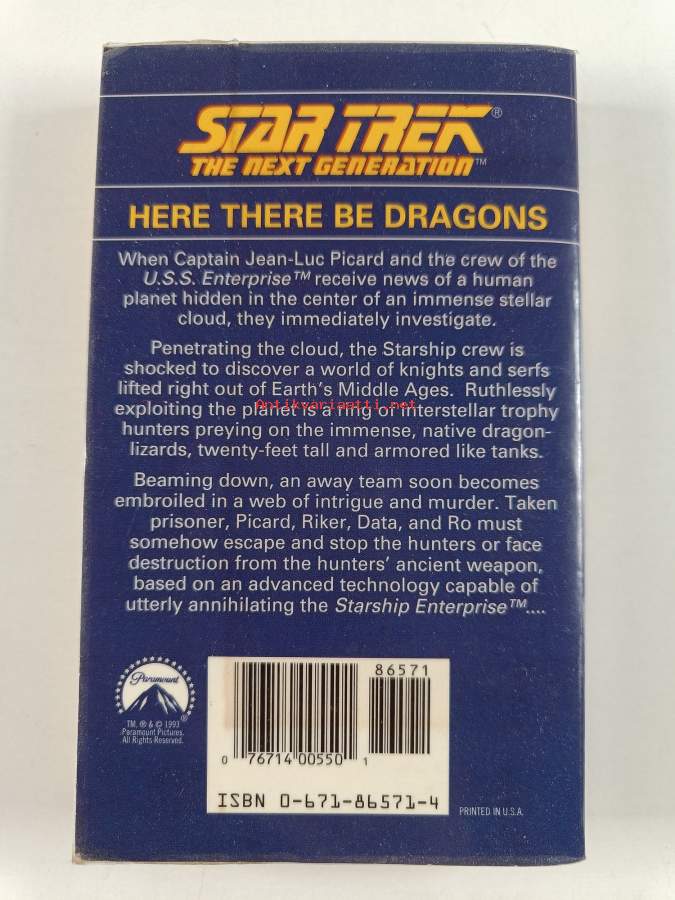 STAR TREK®
THE NEXT GENERATION™
HERE THERE BE DRAGONS
When Captain Jean-Luc Picard and the crew of the
U.S.S. Enterprise™ receive news of a human
planet hidden in the center of an immense stellar
cloud, they immediately investigate.
Penetrating the cloud, the Starship crew is
shocked to discover a world of knights and serfs
lifted right out of Earth's Middle Ages. Ruthlessly
exploiting the planet is a ring of interstellar trophy
Antikvariaatti.net
hunters preying on the immense, native dragon-
lizards, twenty-feet tall and armored like tanks.
Beaming down, an away team soon becomes
embroiled in a web of intrigue and murder. Taken
prisoner, Picard, Riker, Data, and Ro must
somehow escape and stop the hunters or face
destruction from the hunters' ancient weapon,
based on an advanced technology capable of
utterly annihilating the Starship Enterprise™....
Paramount
®
TM, ® & © 1993
Paramount Pictures.
All Rights Reserved.
86571
0 76714 00550 1
ISBN 0-671-86571-4
PRINTED IN U.S.A.